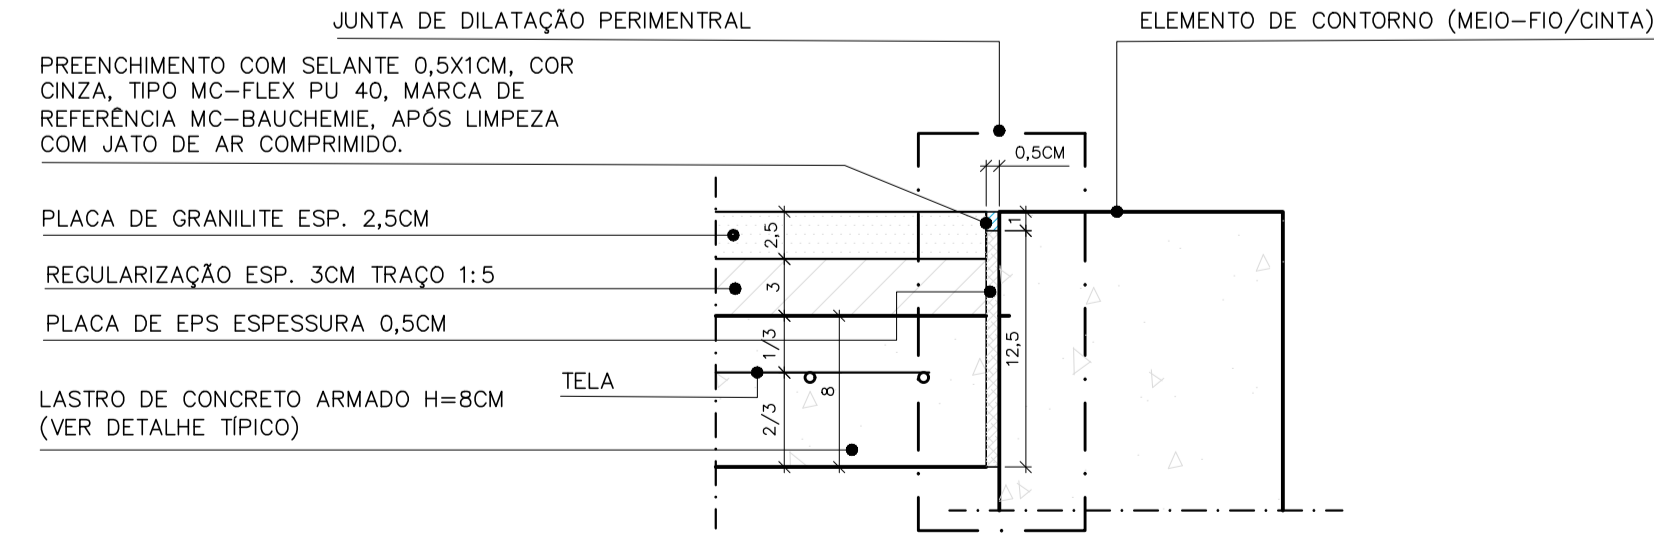 JUNTA DE DILATAÇÃO PERIMENTRAL
ELEMENTO DE CONTORNO (MEIO-FIO/CINTA)
PREENCHIMENTO COM SELANTE 0,5X1CM, COR
CINZA, TIPO MC-FLEX PU 40, MARCA DE
REFERÊNCIA MC-BAUCHEMIE, APÓS LIMPEZA
COM JATO DE AR COMPRIMIDO.
0,5CM
PLACA DE GRANILITE ESP. 2,5CM
2,5
1
REGULARIZAÇÃO ESP. 3CM TRAÇO 1:5
3
PLACA DE EPS ESPESSURA 0,5CM
1/3
12,5
TELA
8
LASTRO DE CONCRETO ARMADO H=8CM
(VER DETALHE TÍPICO)
2/3